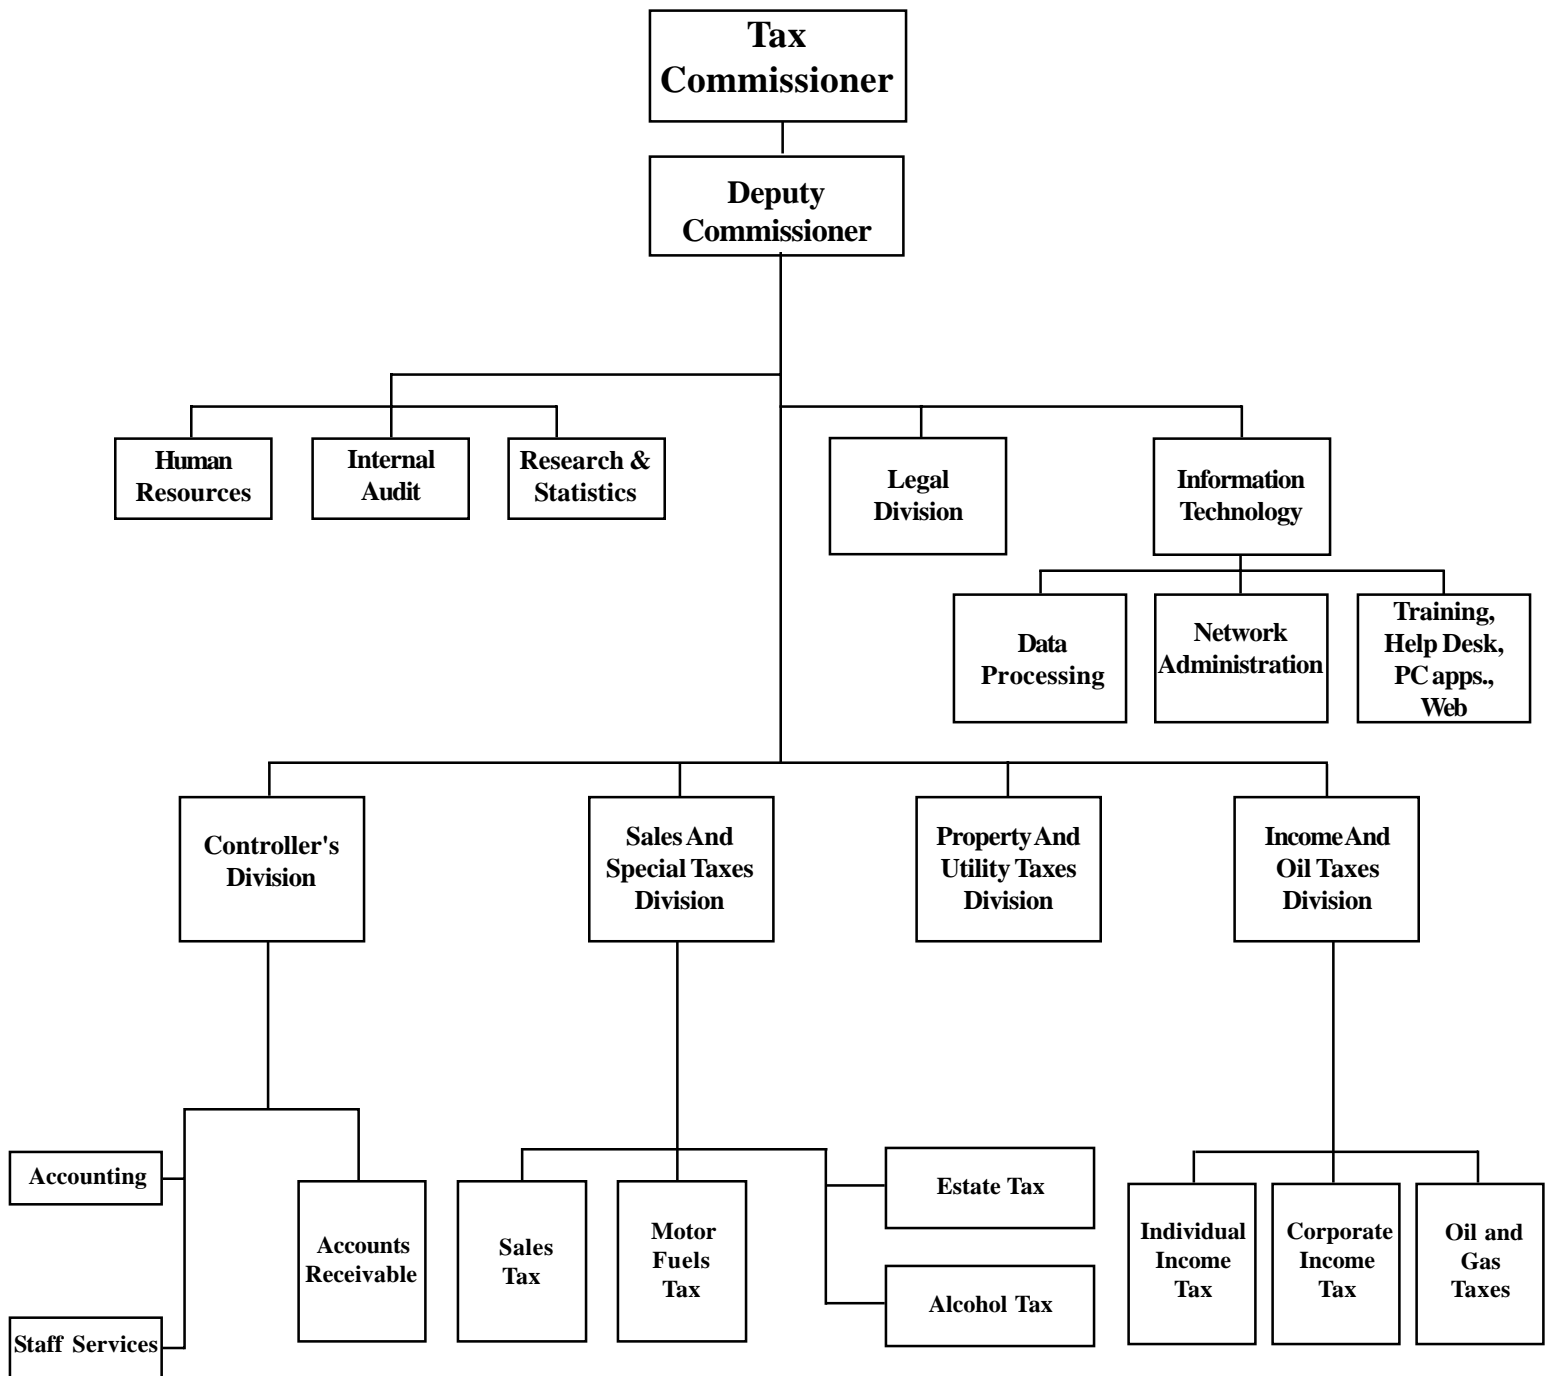 Tax
Commissioner
Deputy
Commissioner
Human
Resources
Internal
Audit
Research &
Statistics
Legal
Division
Information
Technology
Data
Processing
Network
Administration
Training,
Help Desk,
PC apps.,
Web
Controller's
Division
Sales And
Special Taxes
Division
Property And
Utility Taxes
Division
Income And
Oil Taxes
Division
Accounting
Staff Services
Accounts
Receivable
Sales
Tax
Motor
Fuels
Tax
Estate Tax
Alcohol Tax
Individual
Income
Tax
Corporate
Income
Tax
Oil and
Gas
Taxes